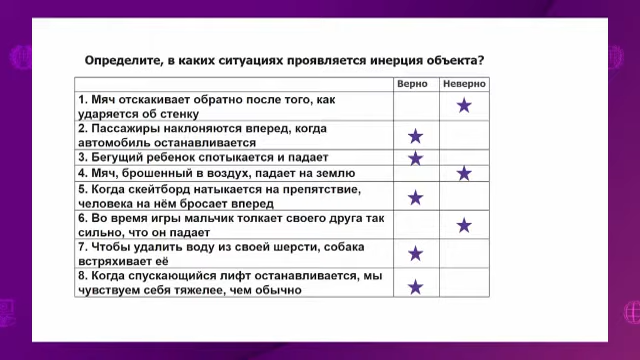 Определите, в каких ситуациях проявляется инерция объекта?
Верно Неверно
1. Мяч отскакивает обратно после того, как
ударяется об стенку
2. Пассажиры наклоняются вперед, когда
автомобиль останавливается
3. Бегущий ребенок спотыкается и падает
4. Мяч, брошенный в воздух, падает на землю
5. Когда скейтборд натыкается на препятствие,
человека на нём бросает вперед
6. Во время игры мальчик толкает своего друга так
сильно, что он падает
7. Чтобы удалить воду из своей шерсти, собака
встряхивает её
8. Когда спускающийся лифт останавливается, мы
чувствуем себя тяжелее, чем обычно